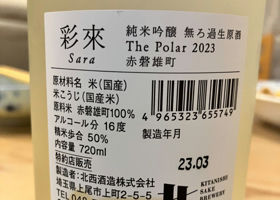 彩來
Sara
純米吟醸 無ろ過生原酒
The Polar 2023
赤磐雄町
原材料名 米(国産)
米こうじ(国産米)
原料米 赤磐雄町100%
アルコール分 16度
精米歩合 50%
内容量 720ml
特約店販売
製造者:北西酒造株式会社
埼玉県上尾市上町2-5-5
TEL
4965323655749
製造年月
23.03
KITANISHI
SAKE
BREWERY